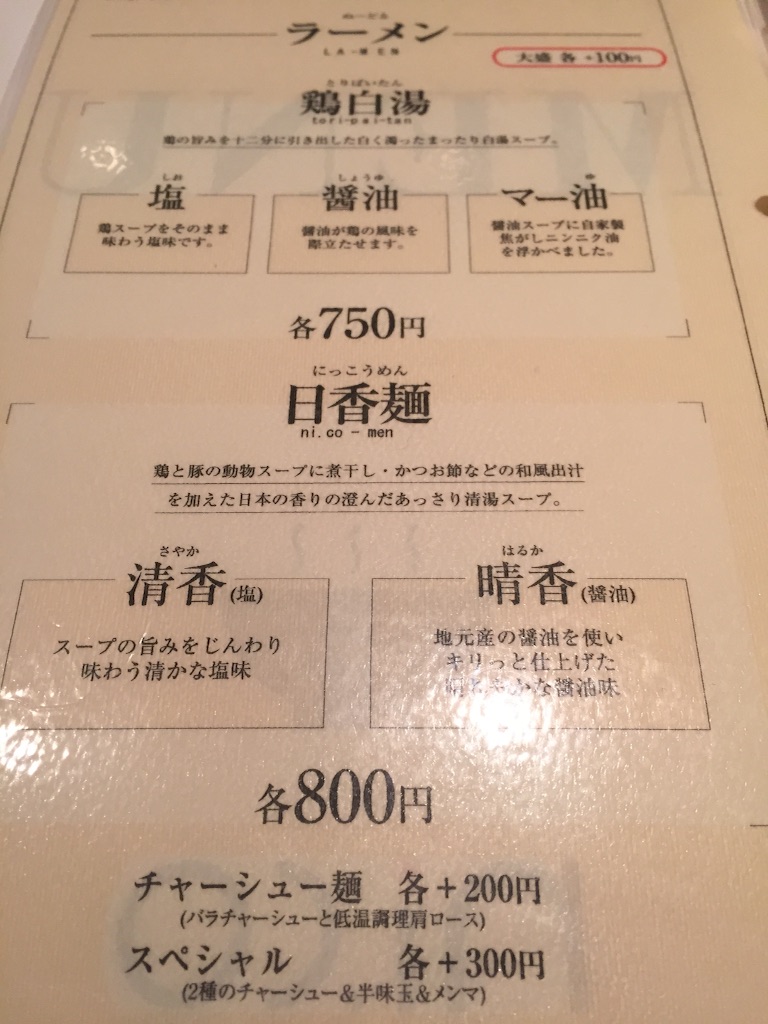 ラーメン
LA-MEN
大盛 各 +100円
とりぱいたん
鶏白湯
tori-pai-tan
鶏の旨みを十二分に引き出した白く濁ったまったり白湯スープ。
しお
塩
鶏スープをそのまま
味わう塩味です。
しょうゆ
醤油
醤油が鶏の風味を
際立たせます。
ゆ
マー油
醤油スープに自家製
焦がしニンニク油
を浮かべました。
各750円
にっこうめん
日香麺
ni.co - men
鶏と豚の動物スープに煮干し・かつお節などの和風出汁
を加えた日本の香りの澄んだあっさり清湯スープ。
さやか
清香(塩)
スープの旨みをじんわり
味わう清かな塩味
はるか
晴香(醤油)
地元産の醤油を使い
キリっと仕上げた
晴れやかな醤油味
各800円
チャーシュー麺 各+200円
(バラチャーシューと低温調理肩ロース)
スペシャル 各+300円
(2種のチャーシュー&半味玉&メンマ)